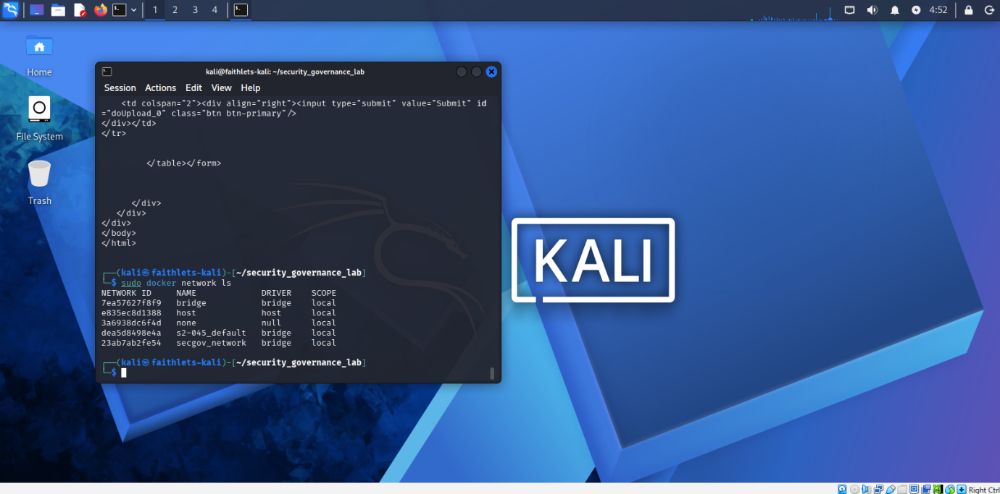 1 2 3 4 4:52
Home
File System
Trash
kali@faithlets-kali: ~/security_governance_lab
Session Actions Edit View Help
<td colspan="2"><div align="right"><input type="submit" value="Submit" id
="doUpload_0" class="btn btn-primary"/>
</div></td>
</tr>
</table></form>
</div>
</div>
</div>
</body>
</html>
┌──(kali㉿faithlets-kali)-[~/security_governance_lab]
└─$ sudo docker network ls
NETWORK ID NAME DRIVER SCOPE
7ea57627f8f9 bridge bridge local
e835ec8d1388 host host local
3a6938dc6f4d none null local
dea5d8498e4a s2-045_default bridge local
23ab7ab2fe54 secgov_network bridge local
┌──(kali㉿faithlets-kali)-[~/security_governance_lab]
└─$
KALI
Right Ctrl